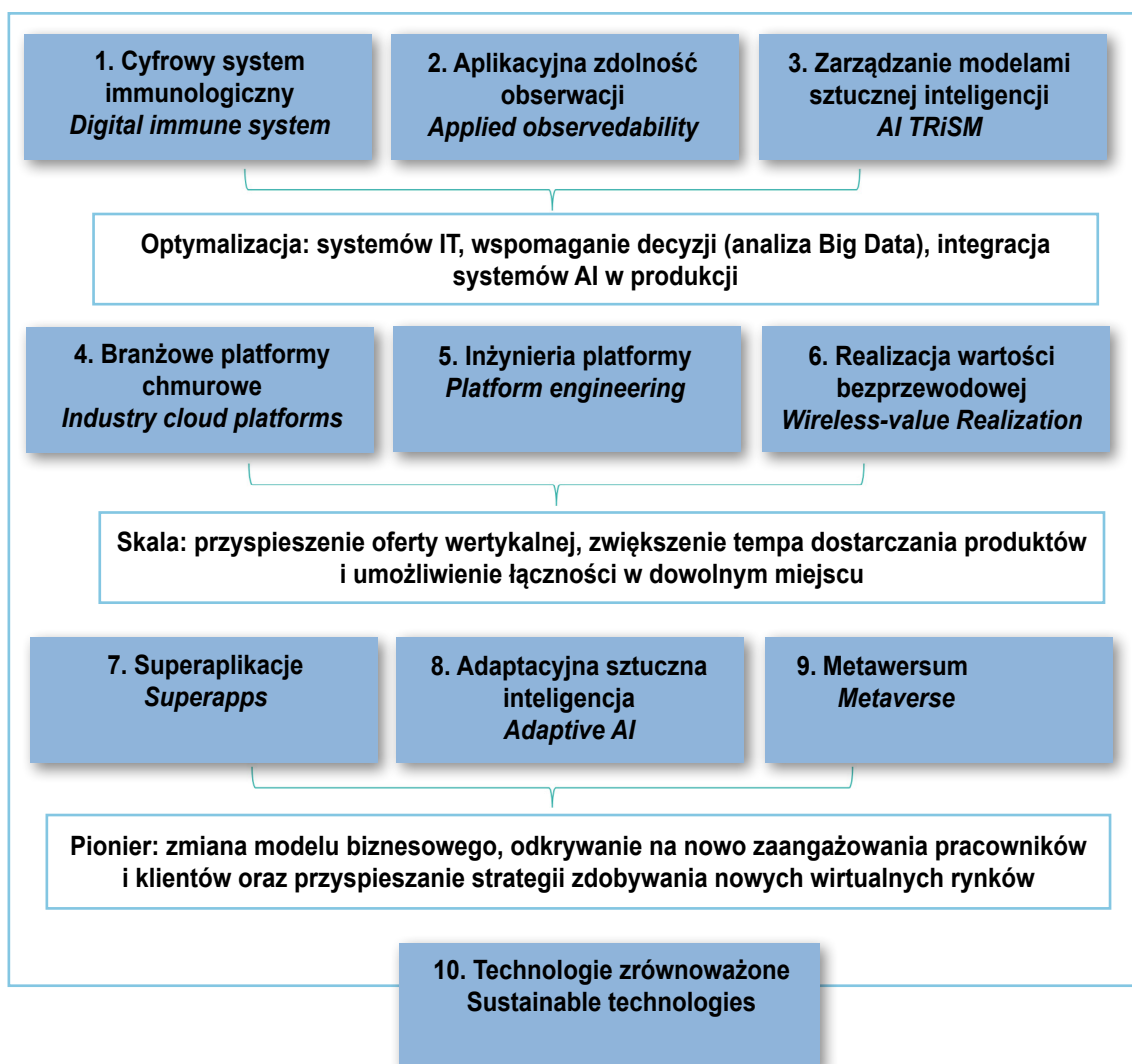 1. Cyfrowy system
immunologiczny
Digital immune system
2. Aplikacyjna zdolność
obserwacji
Applied observedability
3. Zarządzanie modelami
sztucznej inteligencji
AI TRiSM
Optymalizacja: systemów IT, wspomaganie decyzji (analiza Big Data), integracja
systemów AI w produkcji
4. Branżowe platformy
chmurowe
Industry cloud platforms
5. Inżynieria platformy
Platform engineering
6. Realizacja wartości
bezprzewodowej
Wireless-value Realization
Skala: przyspieszenie oferty wertykalnej, zwiększenie tempa dostarczania produktów
i umożliwienie łączności w dowolnym miejscu
7. Superaplikacje
Superapps
8. Adaptacyjna sztuczna
inteligencja
Adaptive AI
9. Metawersum
Metaverse
Pionier: zmiana modelu biznesowego, odkrywanie na nowo zaangażowania pracowników
i klientów oraz przyspieszanie strategii zdobywania nowych wirtualnych rynków
10. Technologie zrównoważone
Sustainable technologies